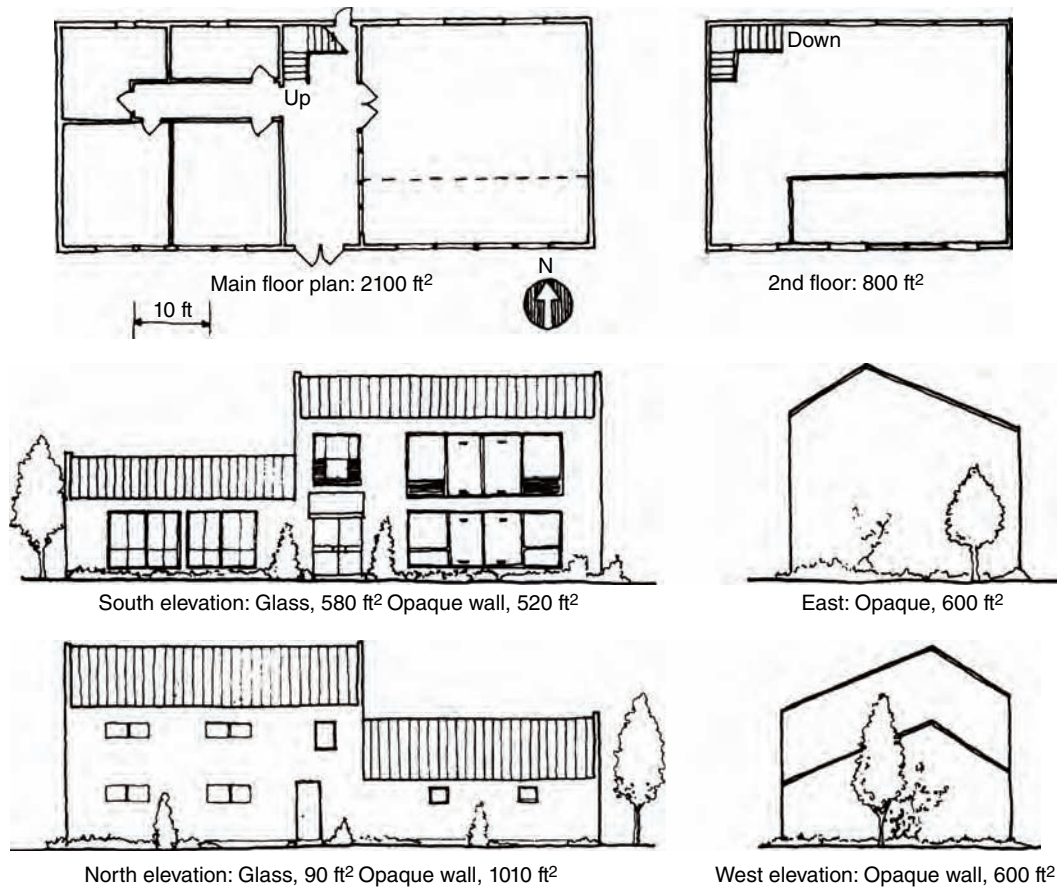 Down
Up
Main floor plan: 2100 ft²
N
2nd floor: 800 ft²
10 ft
South elevation: Glass, 580 ft² Opaque wall, 520 ft²
East: Opaque, 600 ft²
North elevation: Glass, 90 ft² Opaque wall, 1010 ft²
West elevation: Opaque wall, 600 ft²